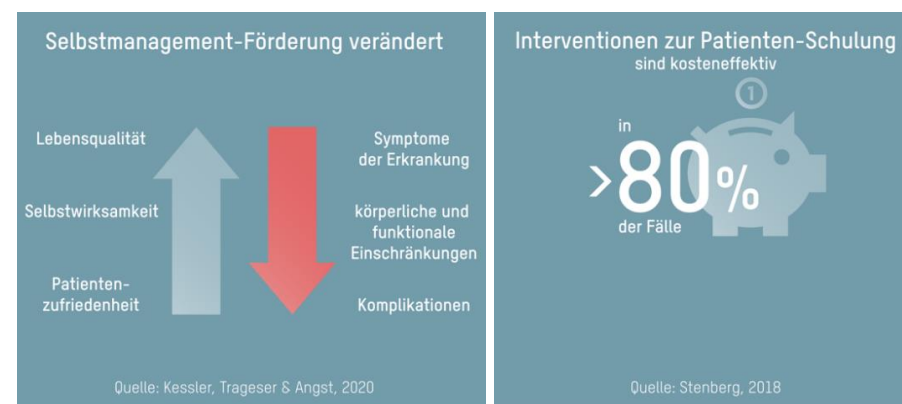 Selbstmanagement-Förderung verändert
Lebensqualität
Selbstwirksamkeit
Patienten-
zufriedenheit
Symptome
der Erkrankung
körperliche und
funktionale
Einschränkungen
Komplikationen
Quelle: Kessler, Trageser & Angst, 2020
Interventionen zur Patienten-Schulung
sind kosteneffektiv
1
in
>80%
der Fälle
Quelle: Stenberg, 2018